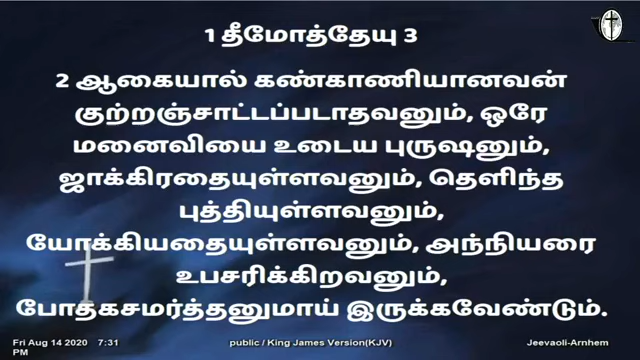 1 தீமோத்தேயு 3
2 ஆகையால் கண்காணியானவன்
குற்றஞ்சாட்டப்படாதவனும், ஒரே
மனைவியை உடைய புருஷனும்,
ஜாக்கிரதையுள்ளவனும், தெளிந்த
புத்தியுள்ளவனும்,
யோக்கியதையுள்ளவனும், அந்நியரை
உபசரிக்கிறவனும்,
போதகசமர்த்தனுமாய் இருக்கவேண்டும்.
Fri Aug 14 2020 7:31
PM
public / King James Version(KJV)
Jeevaoli-Arnhem